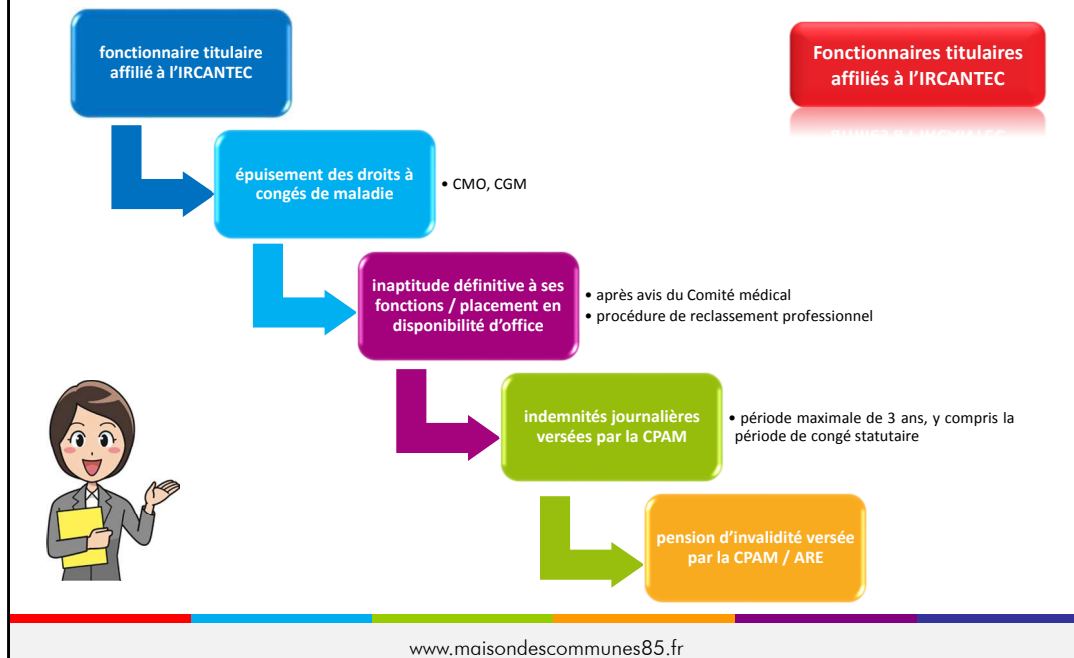 fonctionnaire titulaire
affilié à l'IRCANTEC
Fonctionnaires titulaires
affiliés à l'IRCANTEC
épuisement des droits à
congés de maladie
• CMO, CGM
inaptitude définitive à ses
fonctions / placement en
disponibilité d'office
• après avis du Comité médical
• procédure de reclassement professionnel
indemnités journalières
versées par la CPAM
• période maximale de 3 ans, y compris la
période de congé statutaire
pension d'invalidité versée
par la CPAM / ARE
www.maisondescommunes85.fr